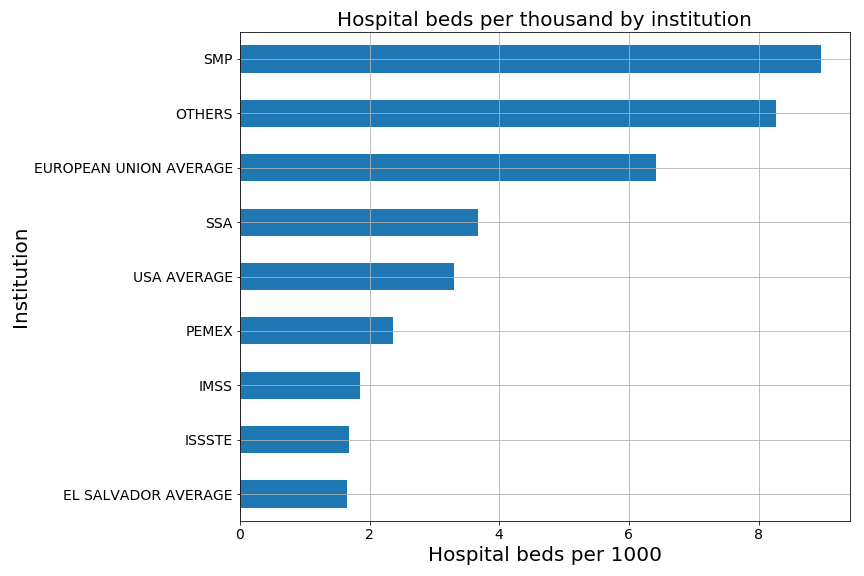 Hospital beds per thousand by institution
SMP
OTHERS
EUROPEAN UNION AVERAGE
SSA
USA AVERAGE
PEMEX
IMSS
ISSSTE
EL SALVADOR AVERAGE
Institution
0 2 4 6 8
Hospital beds per 1000